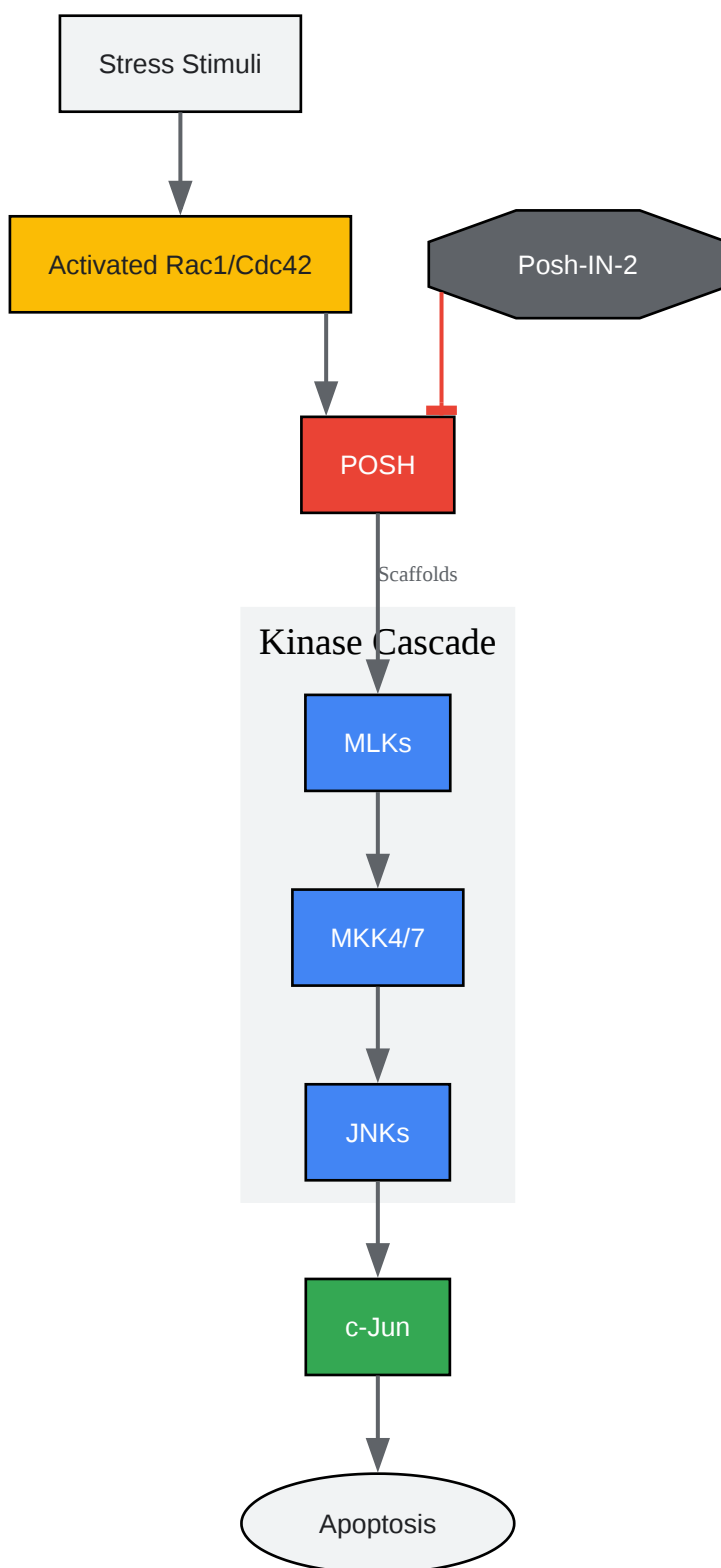 Stress Stimuli
Activated Rac1/Cdc42
Posh-IN-2
POSH
Scaffolds
Kinase Cascade
MLKs
MKK4/7
JNKs
c-Jun
Apoptosis